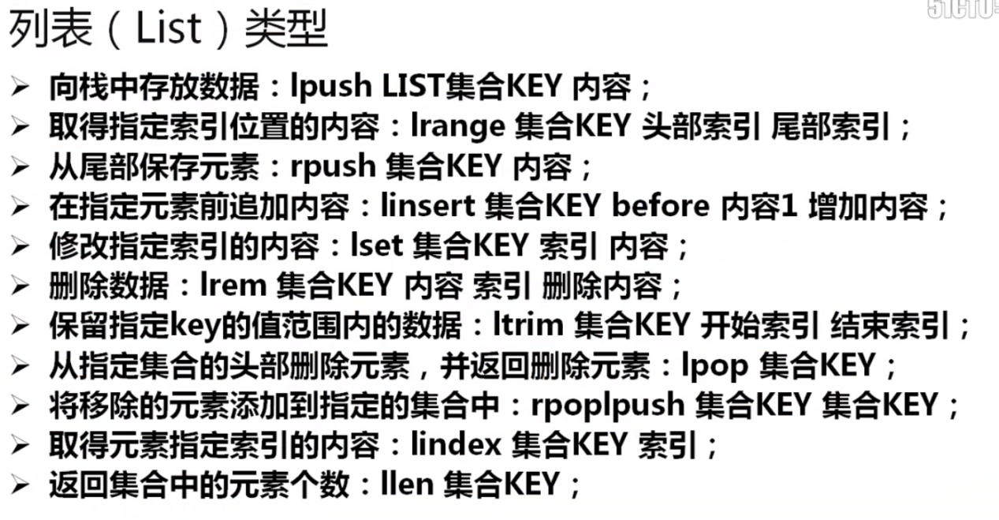 51CTO
列表（List）类型
➢ 向栈中存放数据：lpush LIST集合KEY 内容；
➢ 取得指定索引位置的内容：lrange 集合KEY 头部索引 尾部索引；
➢ 从尾部保存元素：rpush 集合KEY 内容；
➢ 在指定元素前追加内容：linsert 集合KEY before 内容1 增加内容；
➢ 修改指定索引的内容：lset 集合KEY 索引 内容；
➢ 删除数据：lrem 集合KEY 内容 索引 删除内容；
➢ 保留指定key的值范围内的数据：ltrim 集合KEY 开始索引 结束索引；
➢ 从指定集合的头部删除元素，并返回删除元素：lpop 集合KEY；
➢ 将移除的元素添加到指定的集合中：rpoplpush 集合KEY 集合KEY；
➢ 取得元素指定索引的内容：lindex 集合KEY 索引；
➢ 返回集合中的元素个数：llen 集合KEY；